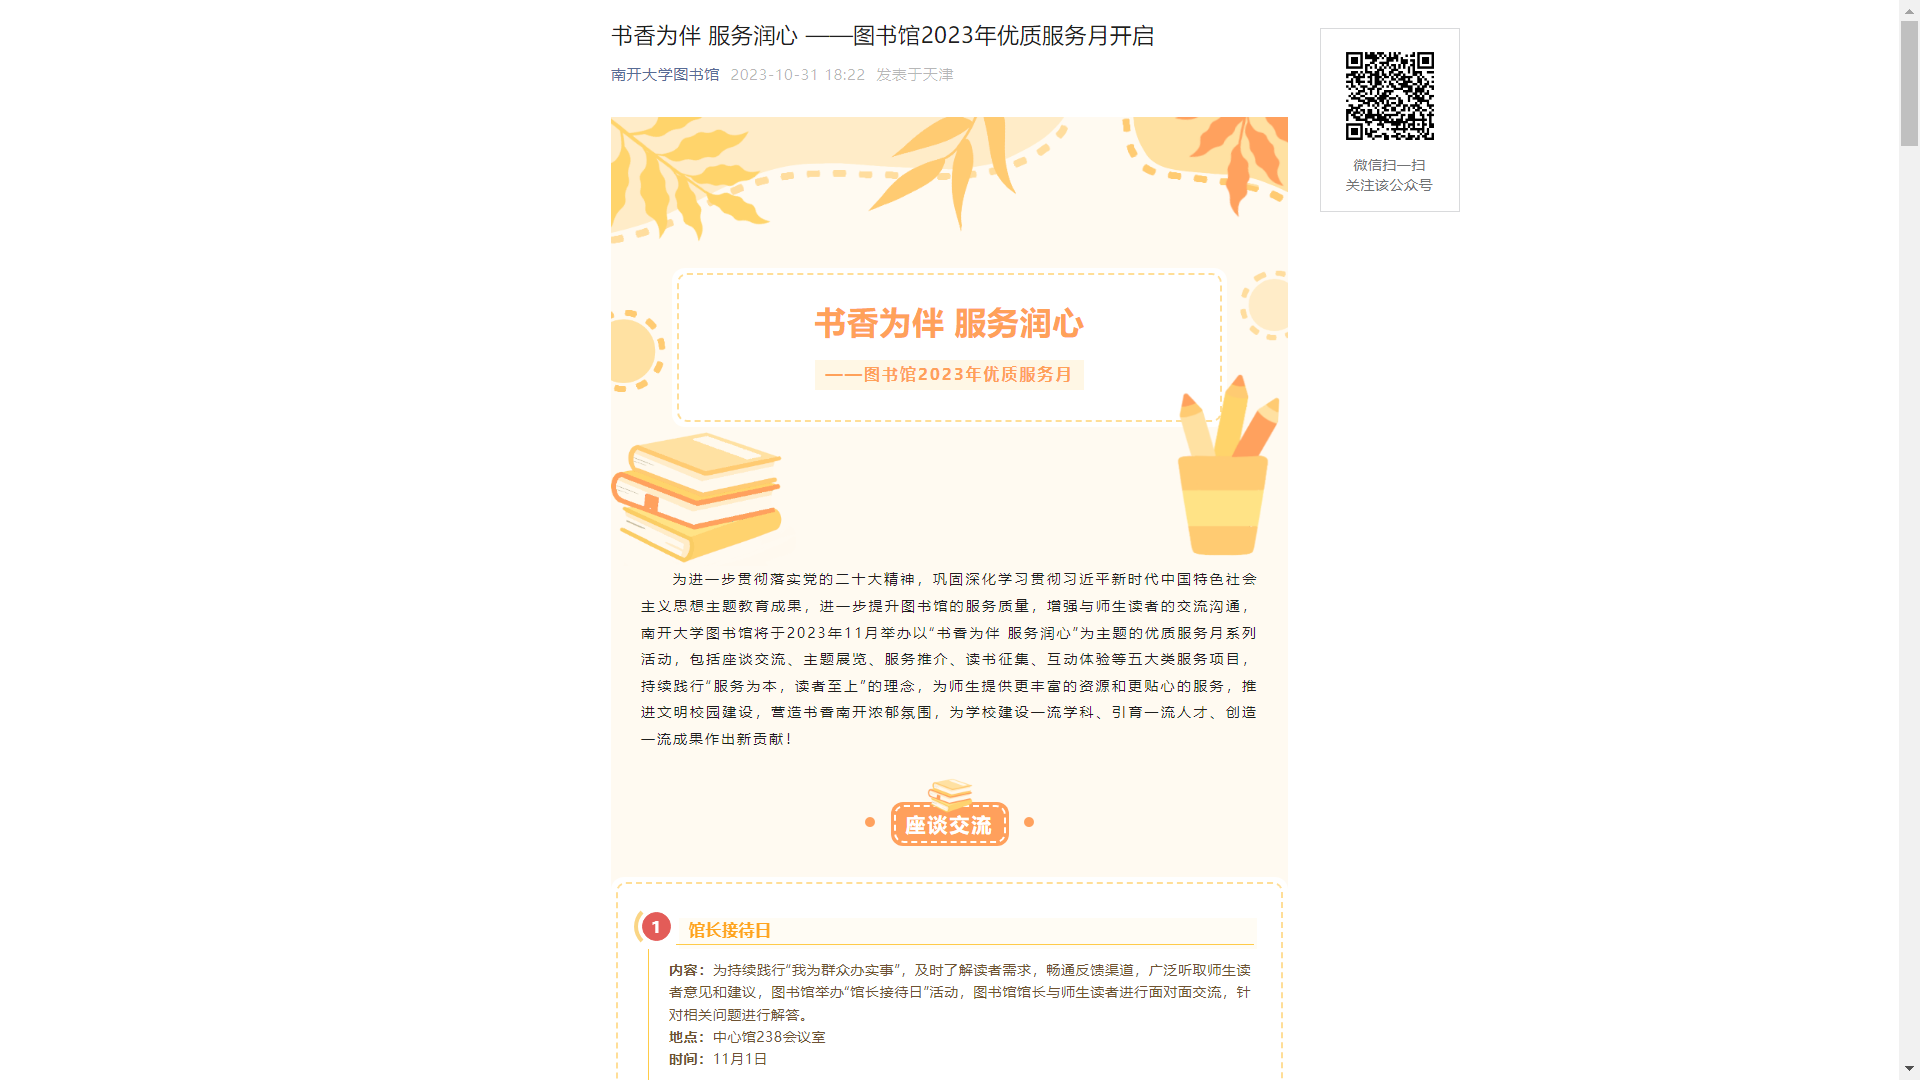 书香为伴 服务润心 ——图书馆2023年优质服务月开启
南开大学图书馆 2023-10-31 18:22 发表于天津
微信扫一扫
关注该公众号
书香为伴 服务润心
——图书馆2023年优质服务月
为进一步贯彻落实党的二十大精神，巩固深化学习贯彻习近平新时代中国特色社会
主义思想主题教育成果，进一步提升图书馆的服务质量，增强与师生读者的交流沟通，
南开大学图书馆将于2023年11月举办以“书香为伴 服务润心”为主题的优质服务月系列
活动，包括座谈交流、主题展览、服务推介、读书征集、互动体验等五大类服务项目，
持续践行“服务为本，读者至上”的理念，为师生提供更丰富的资源和更贴心的服务，推
进文明校园建设，营造书香南开浓郁氛围，为学校建设一流学科、引育一流人才、创造
一流成果作出新贡献！
座谈交流
1 馆长接待日
内容：为持续践行“我为群众办实事”，及时了解读者需求，畅通反馈渠道，广泛听取师生读
者意见和建议，图书馆举办“馆长接待日”活动，图书馆馆长与师生读者进行面对面交流，针
对相关问题进行解答。
地点：中心馆238会议室
时间：11月1日